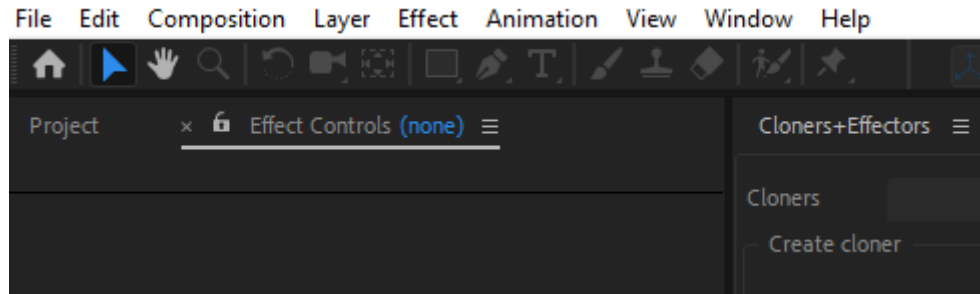 File Edit Composition Layer Effect Animation View Window Help
Project × Effect Controls (none) Cloners+Effectors
Cloners
Create cloner